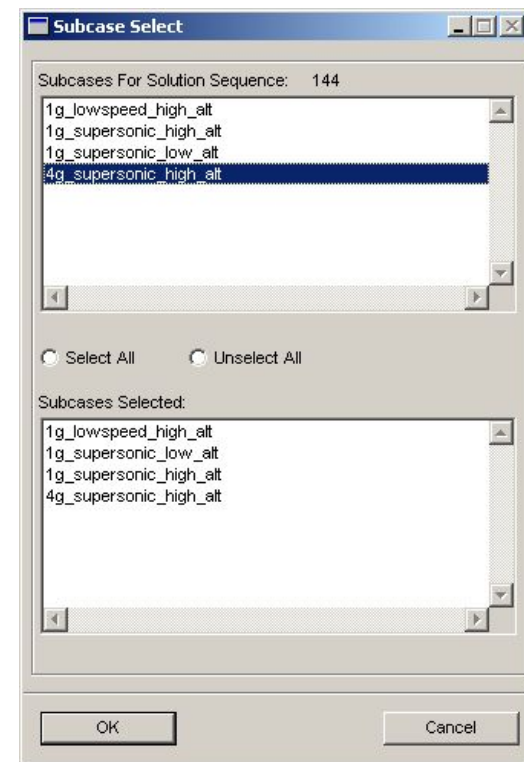 Subcase Select
Subcases For Solution Sequence: 144
1g_lowspeed_high_alt
1g_supersonic_high_alt
1g_supersonic_low_alt
4g_supersonic_high_alt
Select All Unselect All
Subcases Selected:
1g_lowspeed_high_alt
1g_supersonic_low_alt
1g_supersonic_high_alt
4g_supersonic_high_alt
OK Cancel